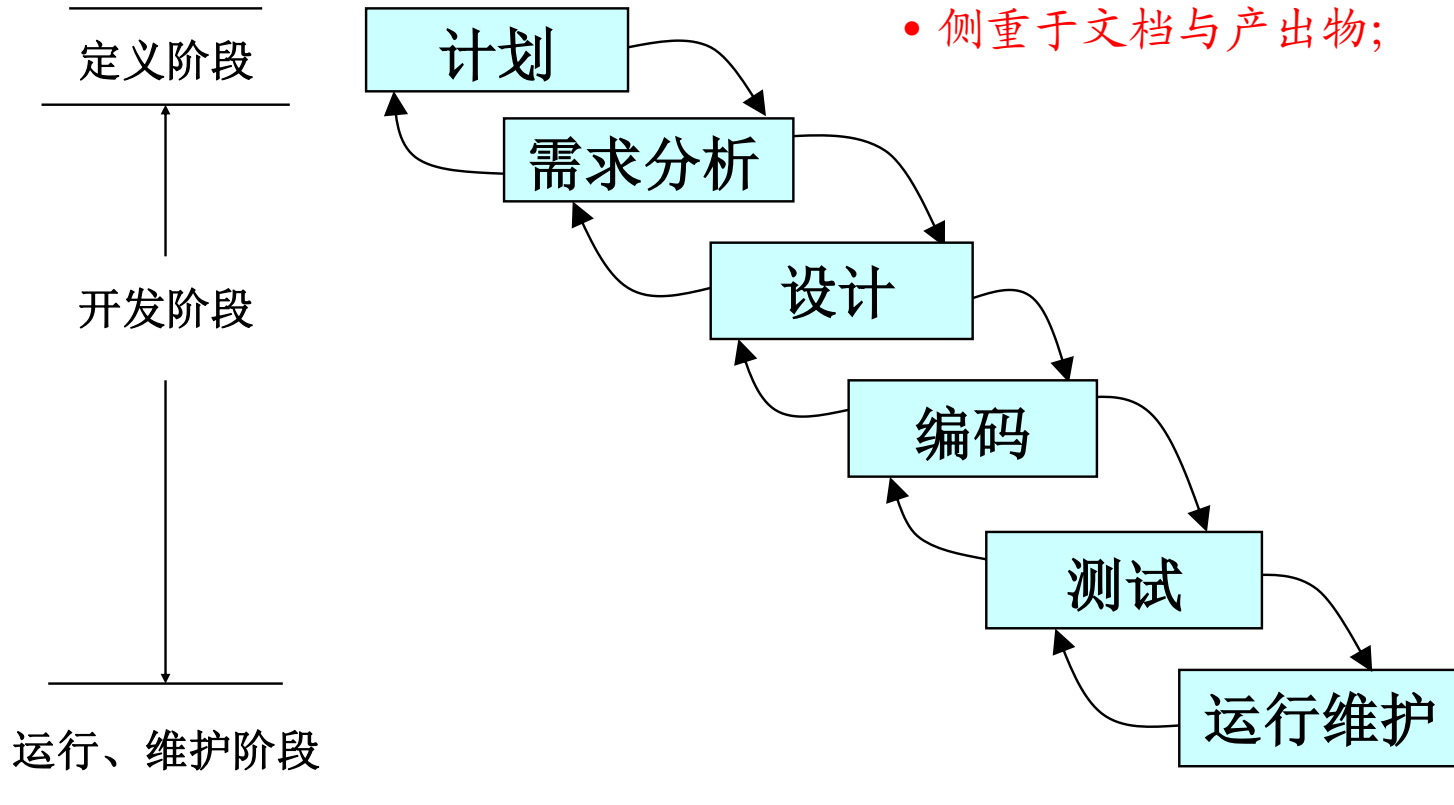 • 侧重于文档与产出物;
定义阶段
计划
需求分析
开发阶段
设计
编码
测试
运行维护
运行、维护阶段